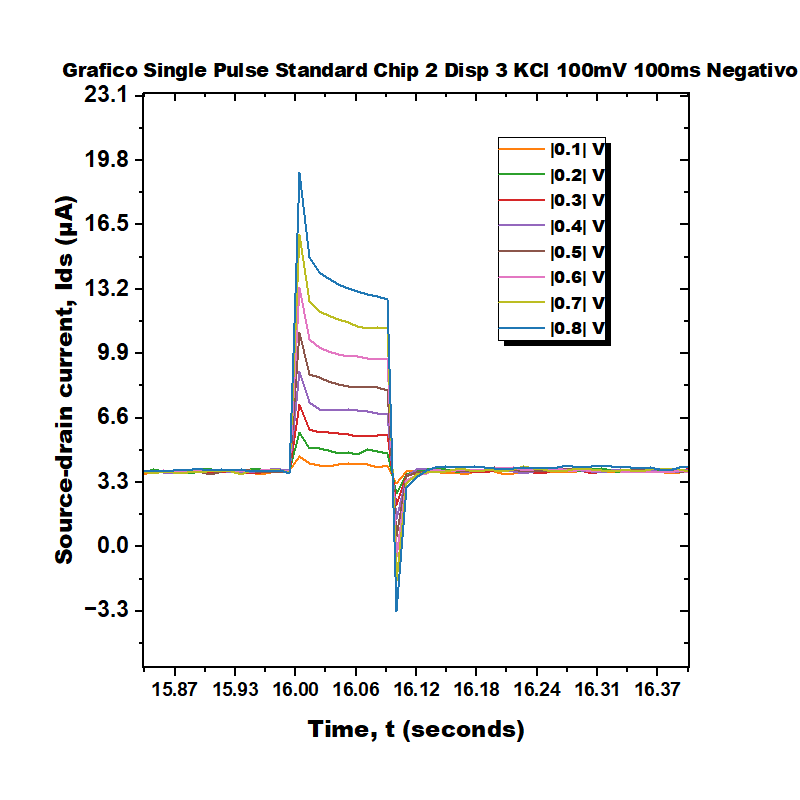 Grafico Single Pulse Standard Chip 2 Disp 3 KCl 100mV 100ms Negativo
23.1
19.8
16.5
13.2
9.9
6.6
3.3
0.0
−3.3
Source-drain current, Ids (µA)
|0.1| V
|0.2| V
|0.3| V
|0.4| V
|0.5| V
|0.6| V
|0.7| V
|0.8| V
15.87 15.93 16.00 16.06 16.12 16.18 16.24 16.31 16.37
Time, t (seconds)